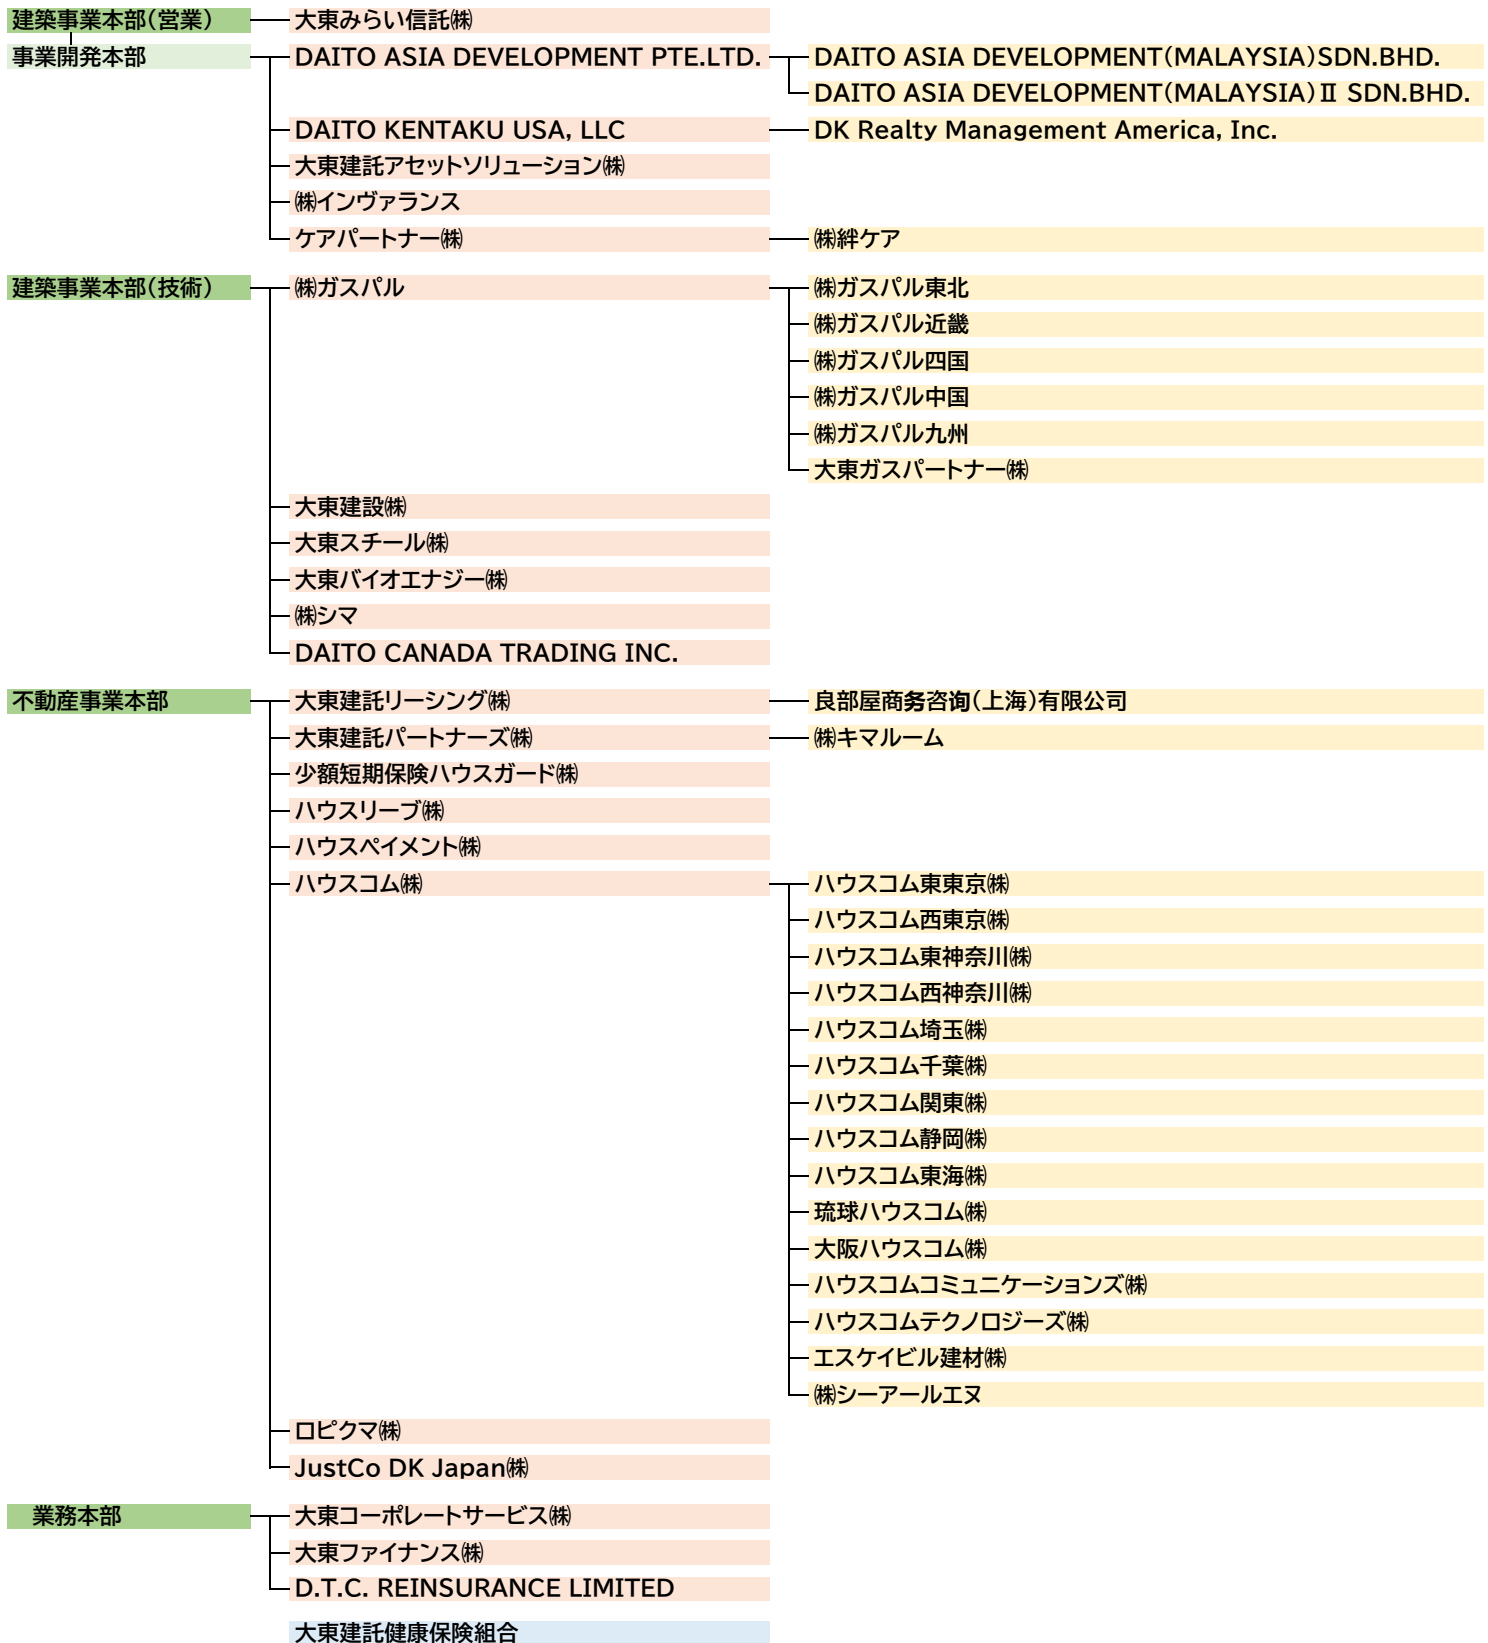 建築事業本部(営業)
大東みらい信託㈱
事業開発本部
DAITO ASIA DEVELOPMENT PTE.LTD.
DAITO ASIA DEVELOPMENT(MALAYSIA)SDN.BHD.
DAITO ASIA DEVELOPMENT(MALAYSIA)Ⅱ SDN.BHD.
DAITO KENTAKU USA, LLC
DK Realty Management America, Inc.
大東建託アセットソリューション㈱
㈱インヴァランス
ケアパートナー㈱
㈱絆ケア
建築事業本部(技術)
㈱ガスパル
㈱ガスパル東北
㈱ガスパル近畿
㈱ガスパル四国
㈱ガスパル中国
㈱ガスパル九州
大東ガスパートナー㈱
大東建設㈱
大東スチール㈱
大東バイオエナジー㈱
㈱シマ
DAITO CANADA TRADING INC.
不動産事業本部
大東建託リーシング㈱
良部屋商务咨询(上海)有限公司
大東建託パートナーズ㈱
㈱キマルーム
少額短期保険ハウスガード㈱
ハウスリーブ㈱
ハウスペイメント㈱
ハウスコム㈱
ハウスコム東東京㈱
ハウスコム西東京㈱
ハウスコム東神奈川㈱
ハウスコム西神奈川㈱
ハウスコム埼玉㈱
ハウスコム千葉㈱
ハウスコム関東㈱
ハウスコム静岡㈱
ハウスコム東海㈱
琉球ハウスコム㈱
大阪ハウスコム㈱
ハウスコムコミュニケーションズ㈱
ハウスコムテクノロジーズ㈱
エスケイビル建材㈱
㈱シーアールエヌ
ロピクマ㈱
JustCo DK Japan㈱
業務本部
大東コーポレートサービス㈱
大東ファイナンス㈱
D.T.C. REINSURANCE LIMITED
大東建託健康保険組合